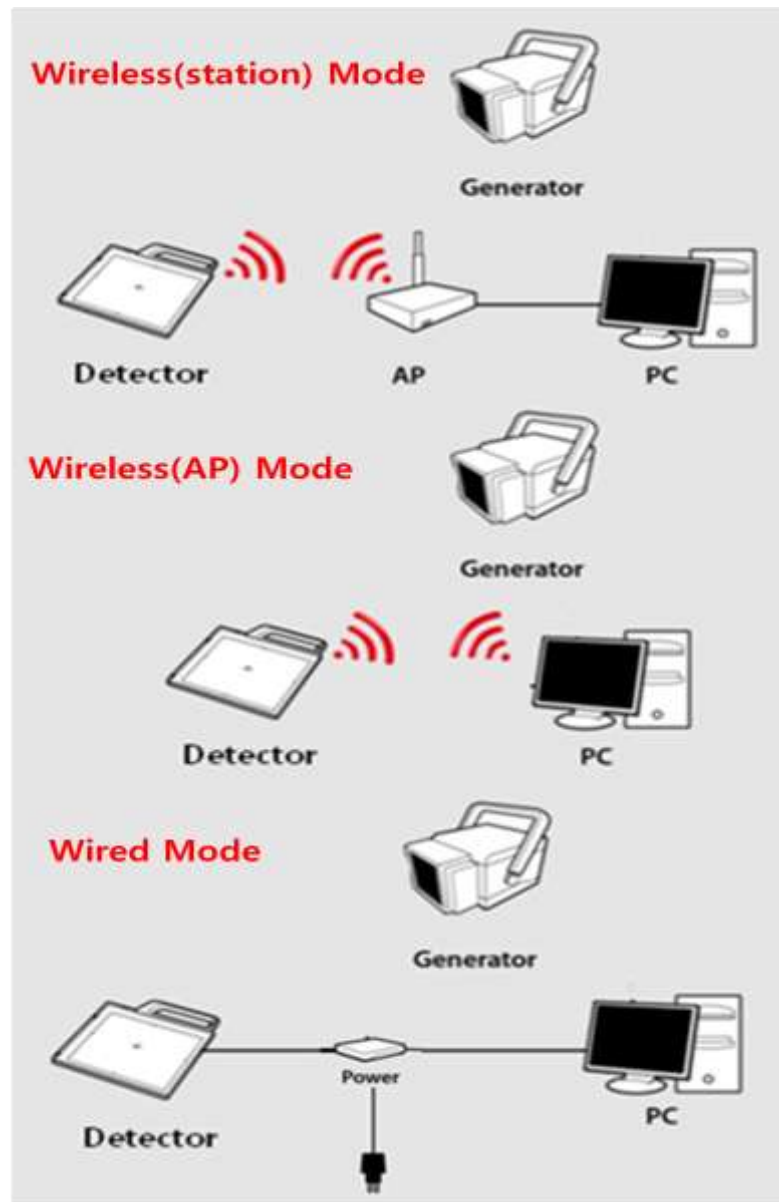 Wireless(station) Mode
Generator
Detector
AP
PC
Wireless(AP) Mode
Generator
Detector
PC
Wired Mode
Generator
Power
Detector
PC